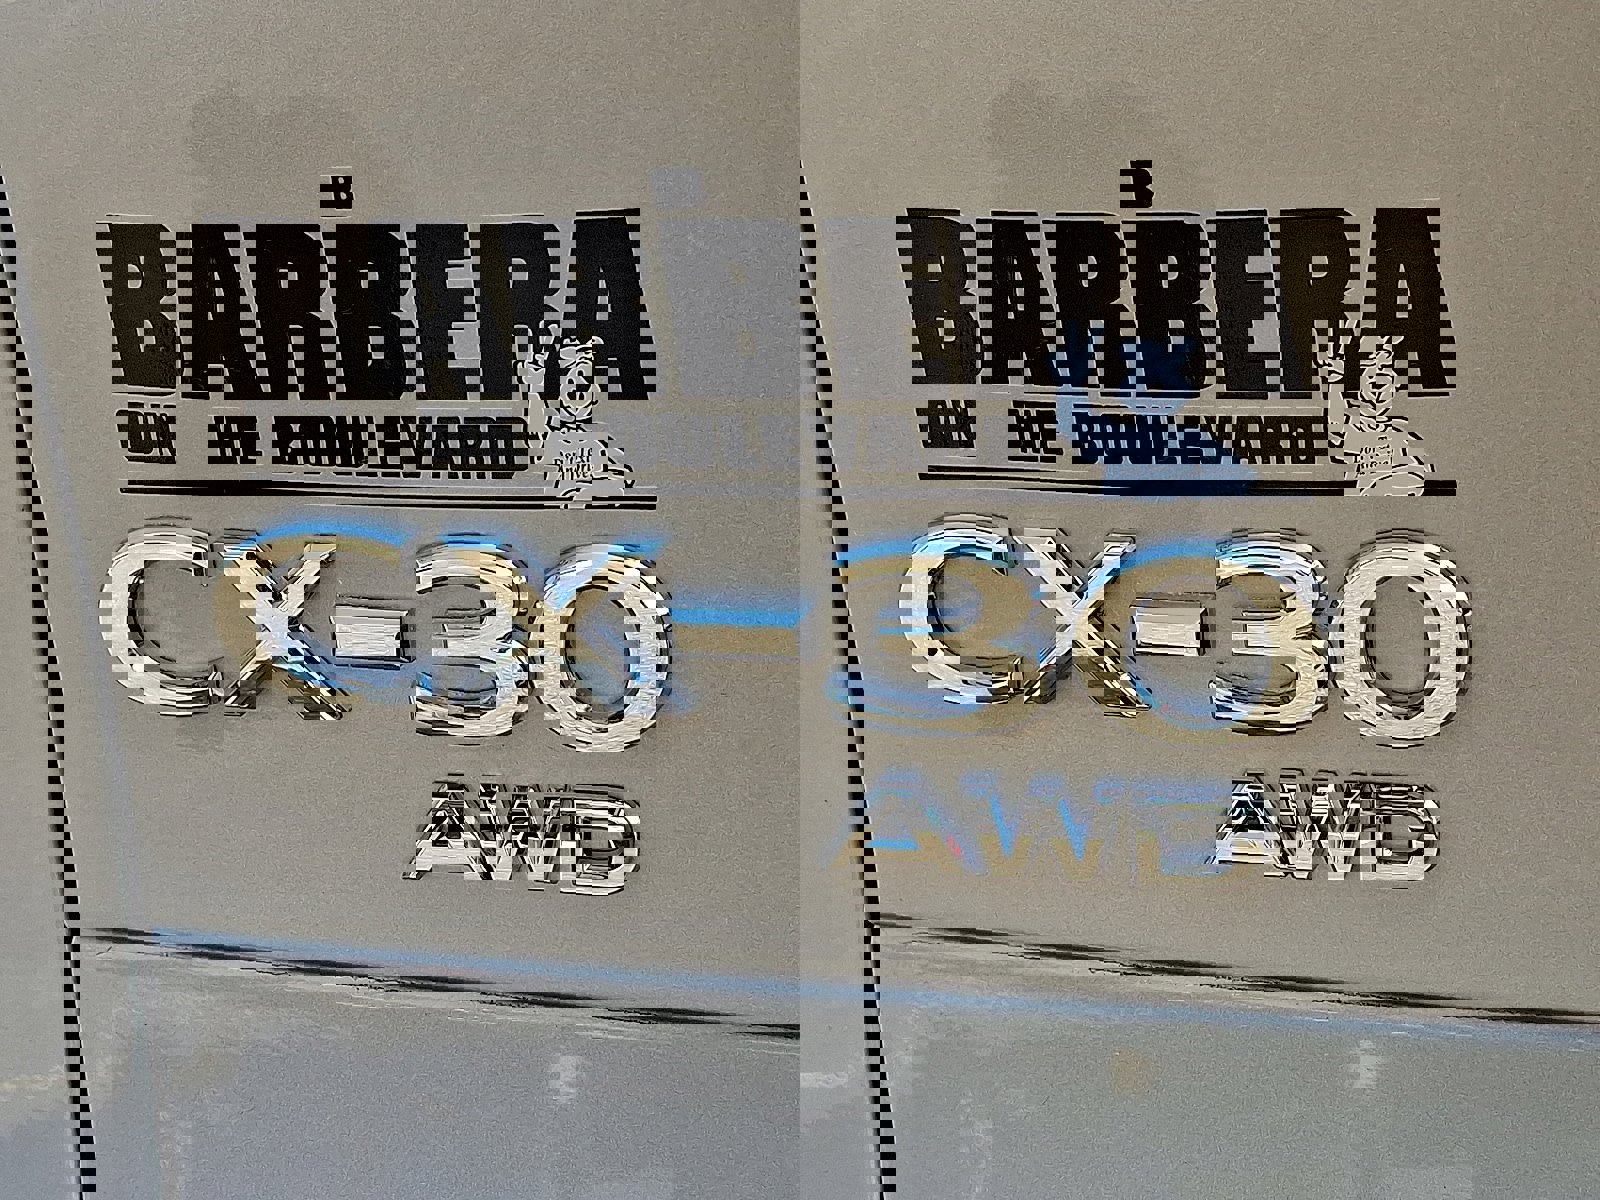 BARBERA BARBERA
ON THE BOULEVARD ON THE BOULEVARD
CX-30 CX-30
AWD AWD